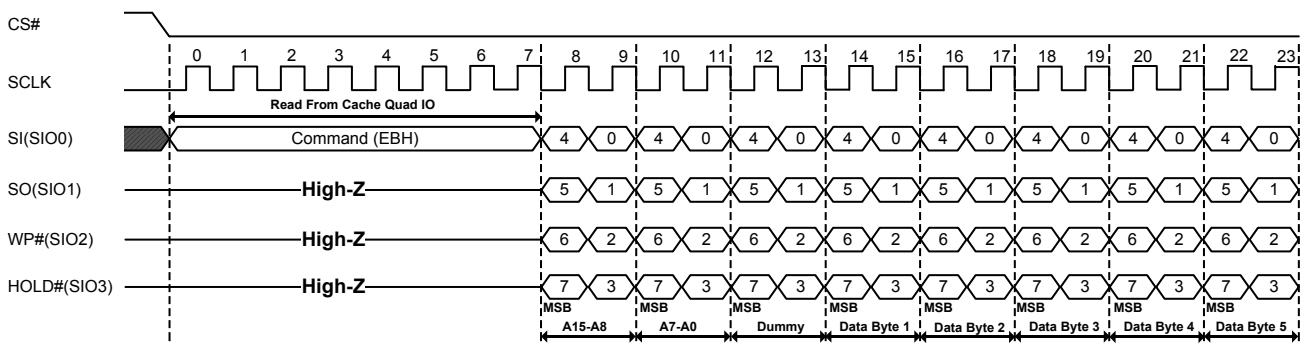 CS#
0 1 2 3 4 5 6 7 8 9 10 11 12 13 14 15 16 17 18 19 20 21 22 23
SCLK
Read From Cache Quad IO
SI(SIO0) Command (EBH) 4 0 4 0 4 0 4 0 4 0 4 0 4 0 4 0
SO(SIO1) High-Z 5 1 5 1 5 1 5 1 5 1 5 1 5 1 5 1
WP#(SIO2) High-Z 6 2 6 2 6 2 6 2 6 2 6 2 6 2 6 2
HOLD#(SIO3) High-Z 7 3 7 3 7 3 7 3 7 3 7 3 7 3 7 3
MSB MSB MSB MSB MSB MSB MSB MSB
A15-A8 A7-A0 Dummy Data Byte 1 Data Byte 2 Data Byte 3 Data Byte 4 Data Byte 5